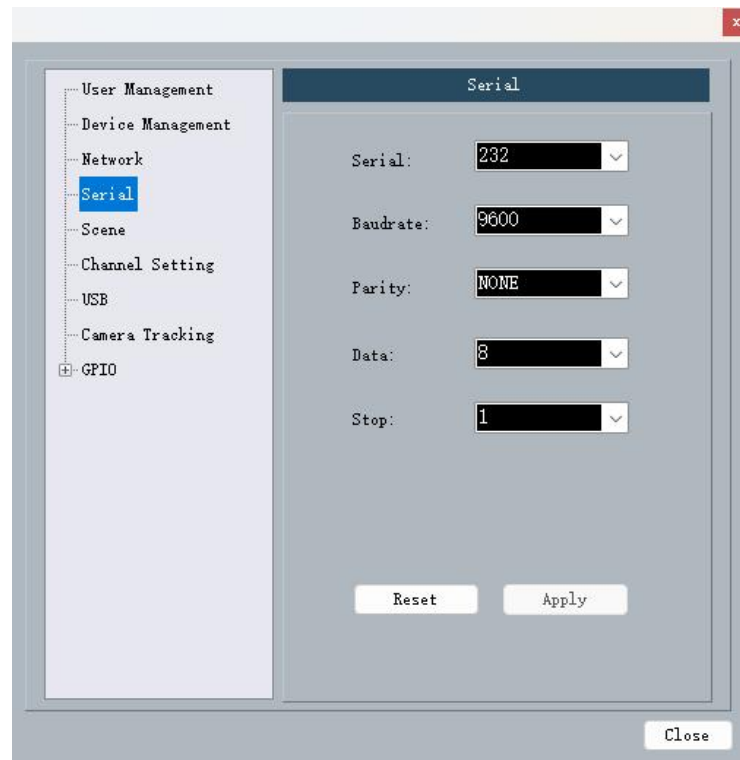 x
User Management
Device Management
Network
Serial
Scene
Channel Setting
USB
Camera Tracking
GPIO
Serial
Serial: 232
Baudrate: 9600
Parity: NONE
Data: 8
Stop: 1
Reset Apply
Close